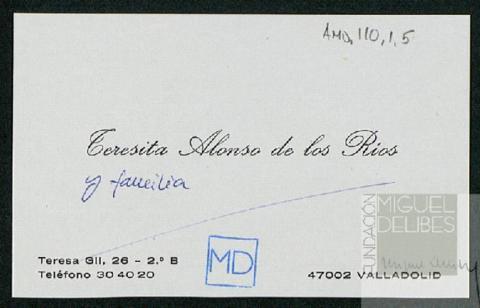 AMD, 110, 1, 5
Teresita Alonso de los Rios
y familia
Teresa Gil, 26 - 2.º B
Teléfono 30 40 20
MD
47002 VALLADOLID
FUNDACIÓN
MIGUEL
DELIBES